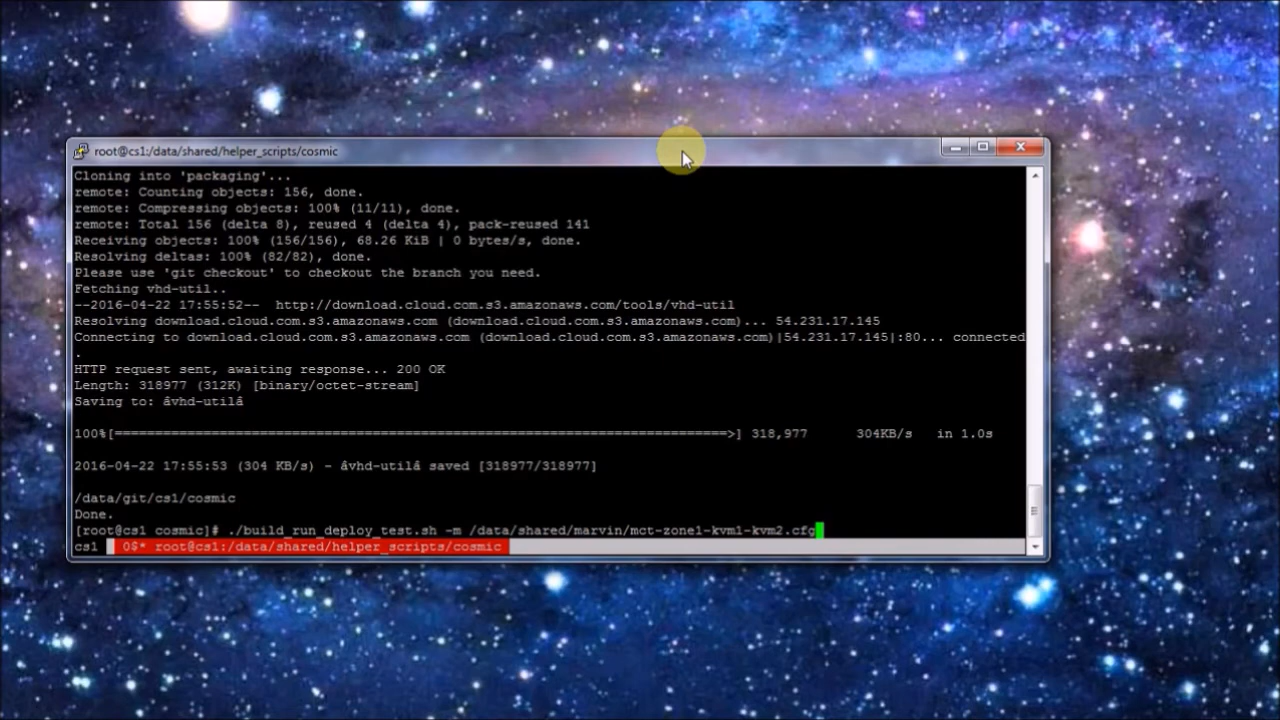 root@cs1:/data/shared/helper_scripts/cosmic
Cloning into 'packaging'...
remote: Counting objects: 156, done.
remote: Compressing objects: 100% (11/11), done.
remote: Total 156 (delta 8), reused 4 (delta 4), pack-reused 141
Receiving objects: 100% (156/156), 68.26 KiB | 0 bytes/s, done.
Resolving deltas: 100% (82/82), done.
Please use 'git checkout' to checkout the branch you need.
Fetching vhd-util..
--2016-04-22 17:55:52--  http://download.cloud.com.s3.amazonaws.com/tools/vhd-util
Resolving download.cloud.com.s3.amazonaws.com (download.cloud.com.s3.amazonaws.com)... 54.231.17.145
Connecting to download.cloud.com.s3.amazonaws.com (download.cloud.com.s3.amazonaws.com)|54.231.17.145|:80... connected
.
HTTP request sent, awaiting response... 200 OK
Length: 318977 (312K) [binary/octet-stream]
Saving to: âvhd-utilâ
100%[============================================================================>] 318,977      304KB/s   in 1.0s
2016-04-22 17:55:53 (304 KB/s) - âvhd-utilâ saved [318977/318977]
/data/git/cs1/cosmic
Done.
[root@cs1 cosmic]# ./build_run_deploy_test.sh -m /data/shared/marvin/mct-zone1-kvm1-kvm2.cfg
cs1 0$* root@cs1:/data/shared/helper_scripts/cosmic